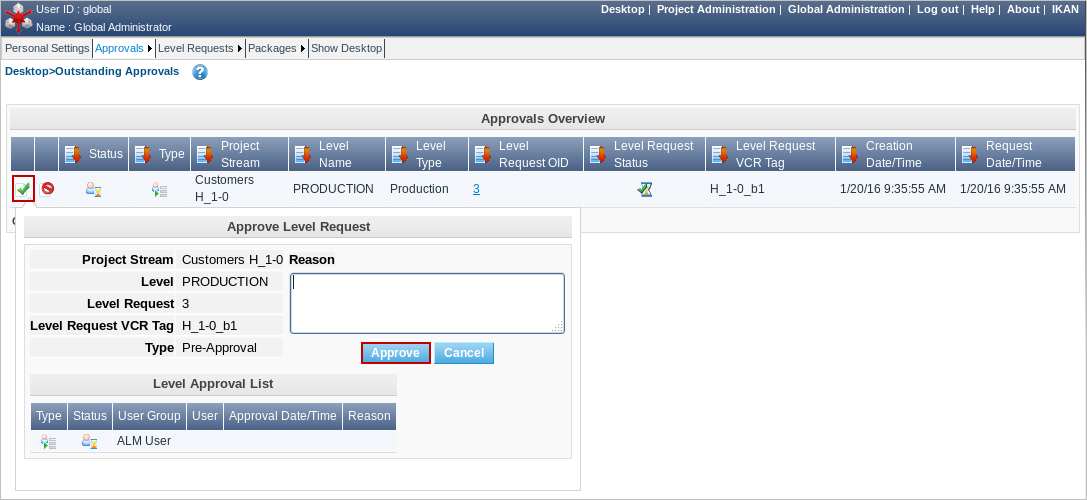 User ID : global
Desktop | Project Administration | Global Administration | Log out | Help | About | IKAN
Name : Global Administrator
Personal Settings Approvals Level Requests Packages Show Desktop
Desktop>Outstanding Approvals ?
Approvals Overview
Status Type Project Stream Level Name Level Type Level Request OID Level Request Status Level Request VCR Tag Creation Date/Time Request Date/Time
Customers H_1-0 PRODUCTION Production 3 H_1-0_b1 1/20/16 9:35:55 AM 1/20/16 9:35:55 AM
Approve Level Request
Project Stream Customers H_1-0 Reason
Level PRODUCTION
Level Request 3
Level Request VCR Tag H_1-0_b1
Type Pre-Approval
Approve Cancel
Level Approval List
Type Status User Group User Approval Date/Time Reason
ALM User